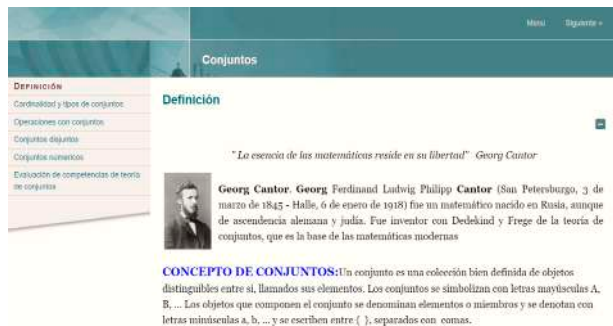 Menú Siguiente »
Conjuntos
DEFINICIÓN
Cardinalidad y tipos de conjuntos
Operaciones con conjuntos
Conjuntos disjuntos
Conjuntos numericos
Evaluación de competencias de teoría
de conjuntos
Definición
"La esencia de las matemáticas reside en su libertad" Georg Cantor
Georg Cantor. Georg Ferdinand Ludwig Philipp Cantor (San Petersburgo, 3 de
marzo de 1845 - Halle, 6 de enero de 1918) fue un matemático nacido en Rusia, aunque
de ascendencia alemana y judía. Fue inventor con Dedekind y Frege de la teoría de
conjuntos, que es la base de las matemáticas modernas
CONCEPTO DE CONJUNTOS:Un conjunto es una colección bien definida de objetos
distinguibles entre si, llamados sus elementos. Los conjuntos se simbolizan con letras mayúsculas A,
B, ... Los objetos que componen el conjunto se denominan elementos o miembros y se denotan con
letras minúsculas a, b, ... y se escriben entre { }, separados con comas.